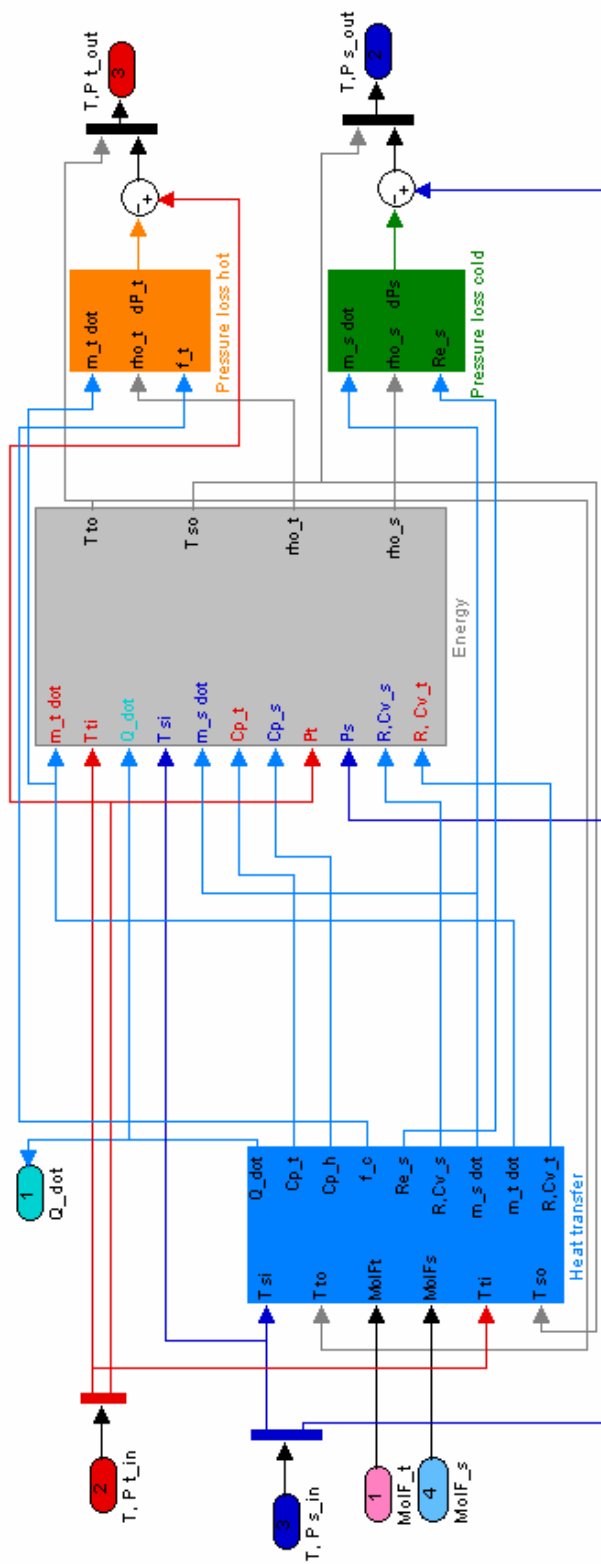 1
Q_dot
2
T, P t_in
3
T, P s_in
1
MolF_t
4
MolF_s
T si
T to
MolFt
MolFs
T ti
T so
Q_dot
Cp_t
Cp_h
f_c
Re_s
R,Cv_s
m_s dot
m_t dot
R,Cv_t
Heat transfer
m_t dot
T ti
Q_dot
T si
m_s dot
Cp_t
Cp_s
Pt
Ps
R,Cv_s
R, Cv_t
T to
T so
rho_t
rho_s
Energy
m_t dot
rho_t dP_t
f_t
Pressure loss hot
- +
T,P t_out
3
m_s dot
rho_s dPs
Re_s
Pressure loss cold
- +
T,P s_out
2